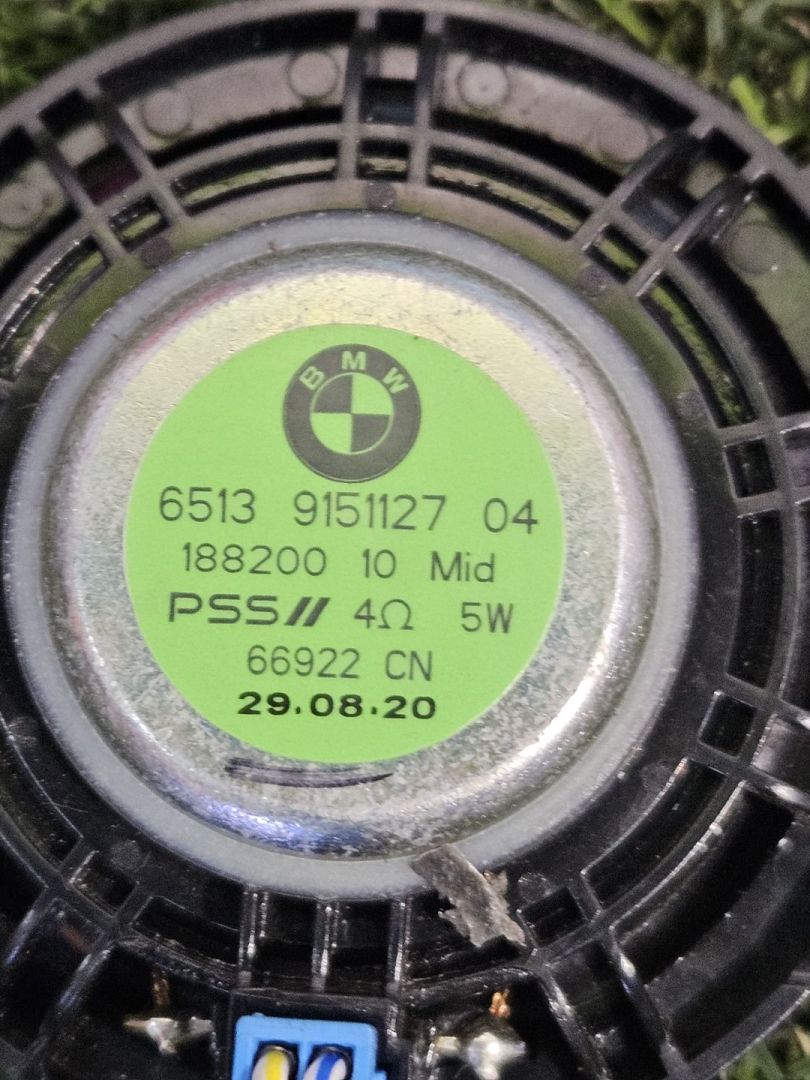 BMW
6513 9151127 04
188200 10 Mid
PSS// 4Ω 5W
66922 CN
29.08.20